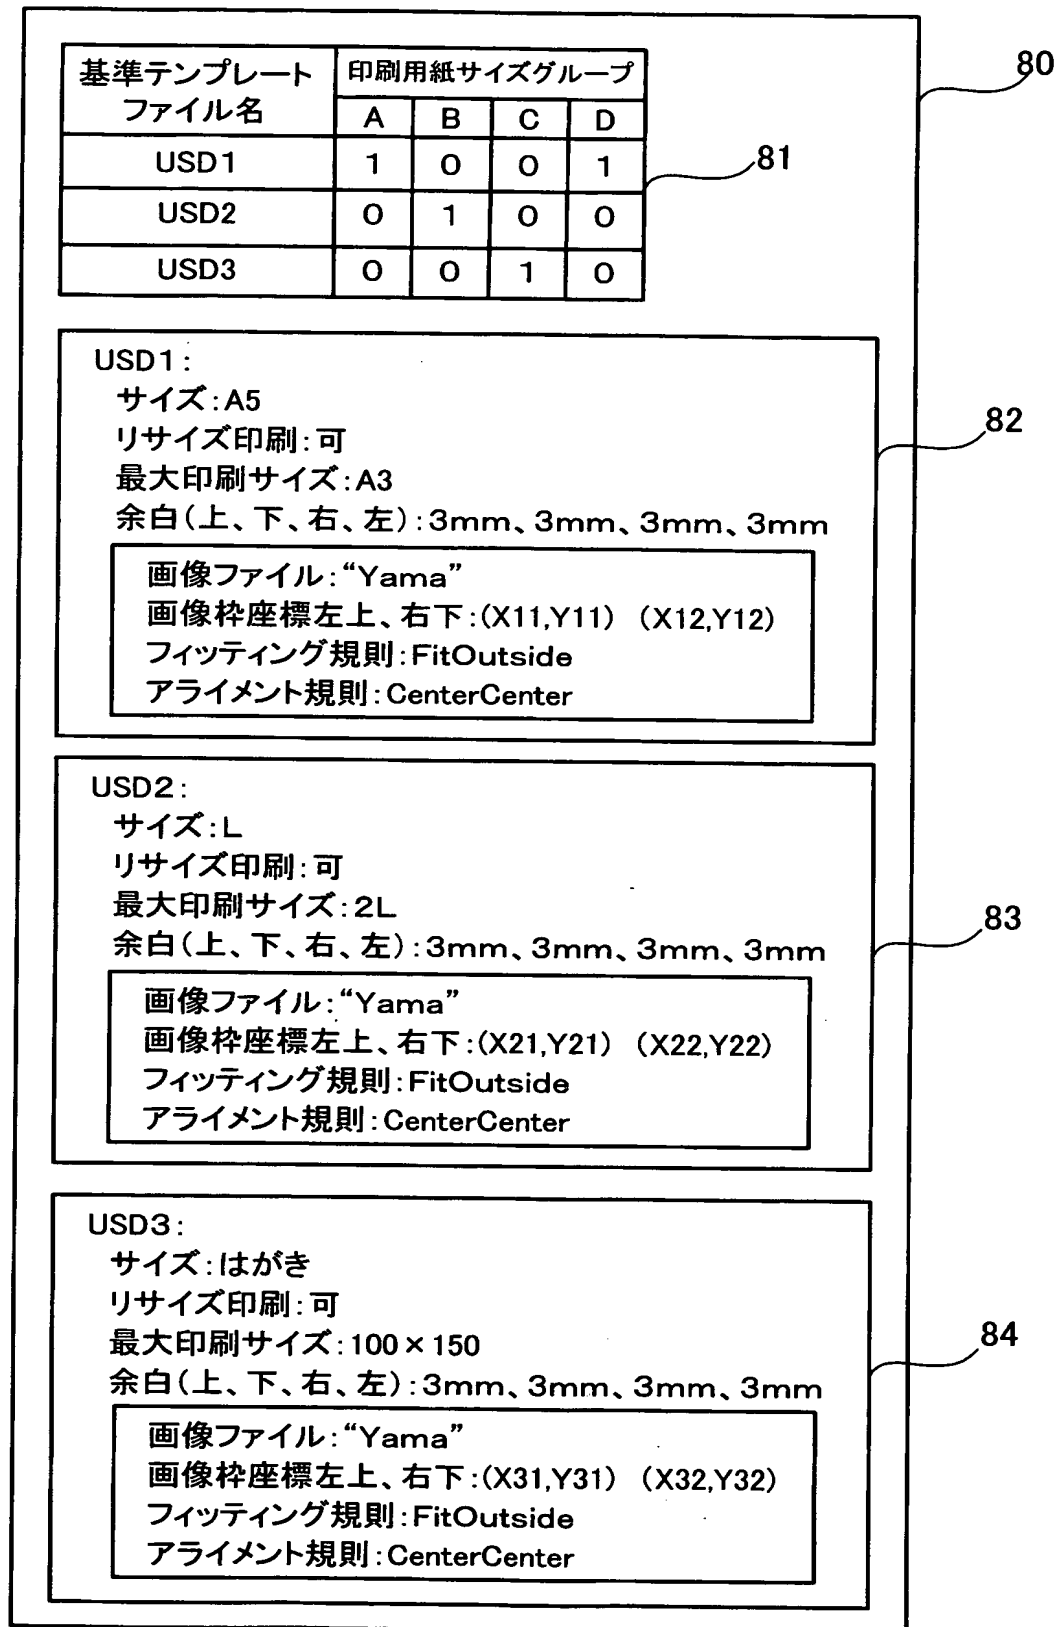 80
基準テンプレート 印刷用紙サイズグループ
ファイル名 A B C D
USD1 1 0 0 1
81
USD2 0 1 0 0
USD3 0 0 1 0
USD1:
サイズ:A5
82
リサイズ印刷:可
最大印刷サイズ:A3
余白(上、下、右、左):3mm、3mm、3mm、3mm
画像ファイル:“Yama”
画像枠座標左上、右下:(X11,Y11) (X12,Y12)
フィッティング規則:FitOutside
アライメント規則:CenterCenter
USD2:
サイズ:L
リサイズ印刷:可
最大印刷サイズ:2L
83
余白(上、下、右、左):3mm、3mm、3mm、3mm
画像ファイル:“Yama”
画像枠座標左上、右下:(X21,Y21) (X22,Y22)
フィッティング規則:FitOutside
アライメント規則:CenterCenter
USD3:
サイズ:はがき
リサイズ印刷:可
最大印刷サイズ:100×150
84
余白(上、下、右、左):3mm、3mm、3mm、3mm
画像ファイル:“Yama”
画像枠座標左上、右下:(X31,Y31) (X32,Y32)
フィッティング規則:FitOutside
アライメント規則:CenterCenter